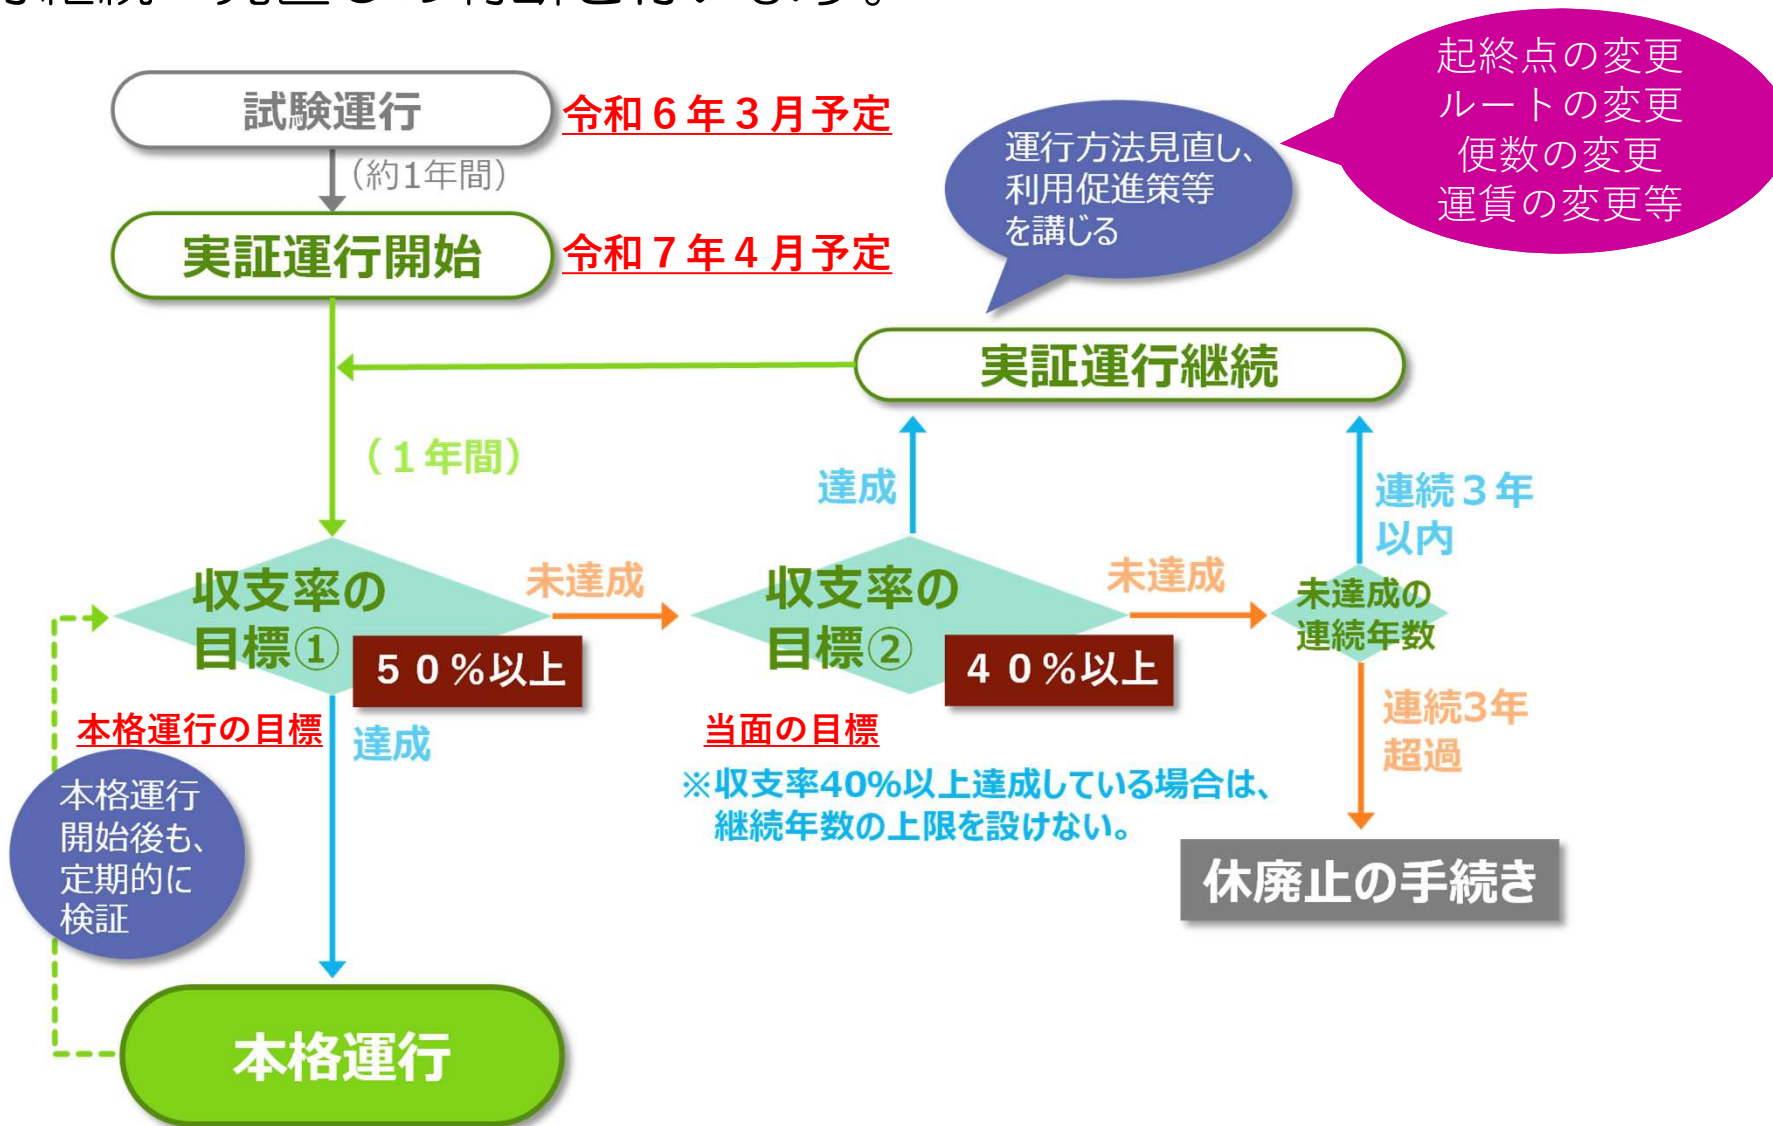 試験運行
令和６年３月予定
（約1年間）
実証運行開始
令和７年４月予定
運行方法見直し、
利用促進策等
を講じる
起終点の変更
ルートの変更
便数の変更
運賃の変更等
実証運行継続
（１年間）
達成
連続３年
以内
収支率の
目標①
５０％以上
未達成
収支率の
目標②
４０％以上
未達成
未達成の
連続年数
本格運行の目標
達成
当面の目標
※収支率40%以上達成している場合は、
継続年数の上限を設けない。
連続3年
超過
休廃止の手続き
本格運行
開始後も、
定期的に
検証
本格運行